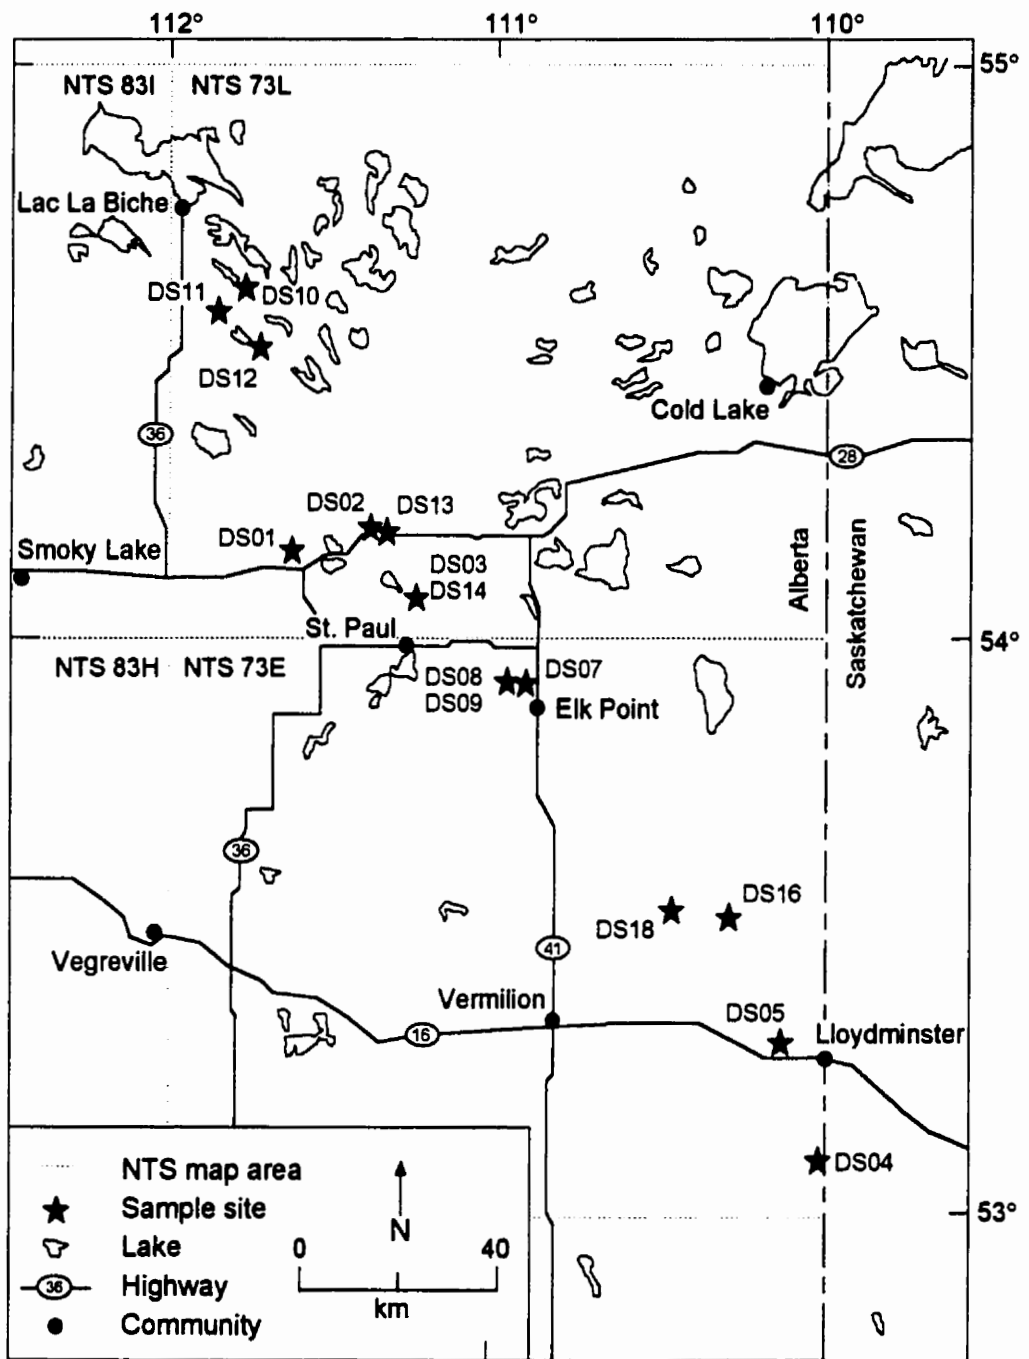 112° 111° 110°
55°
NTS 83I NTS 73L
Lac La Biche
DS11 DS10
DS12
Cold Lake
36
28
DS02 DS13
DS01
Smoky Lake
DS03
DS14
Alberta
Saskatchewan
St. Paul
54°
NTS 83H NTS 73E
DS08 DS07
DS09
Elk Point
36
DS16
DS18
41
Vegreville
Vermilion
DS05
16
Lloydminster
DS04
53°
NTS map area
Sample site
Lake
36 Highway
Community
N
0 40
km